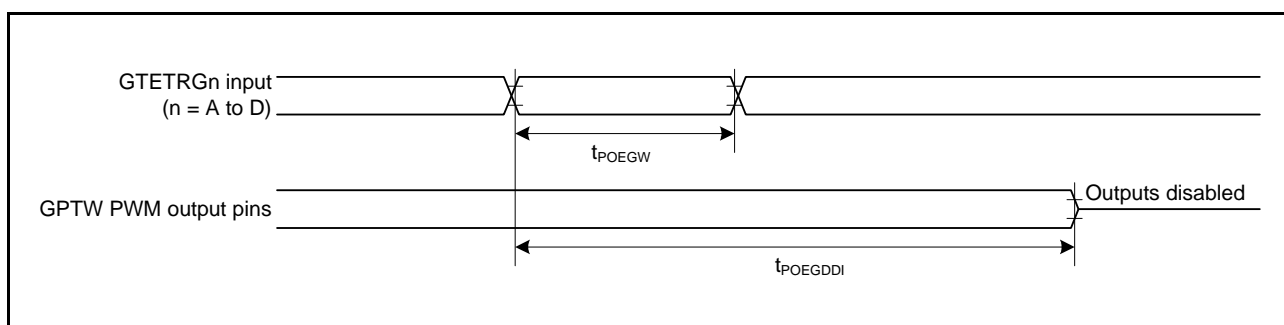 GTETRGn input
(n = A to D)
tPOEGW
GPTW PWM output pins
Outputs disabled
tPOEGDDI